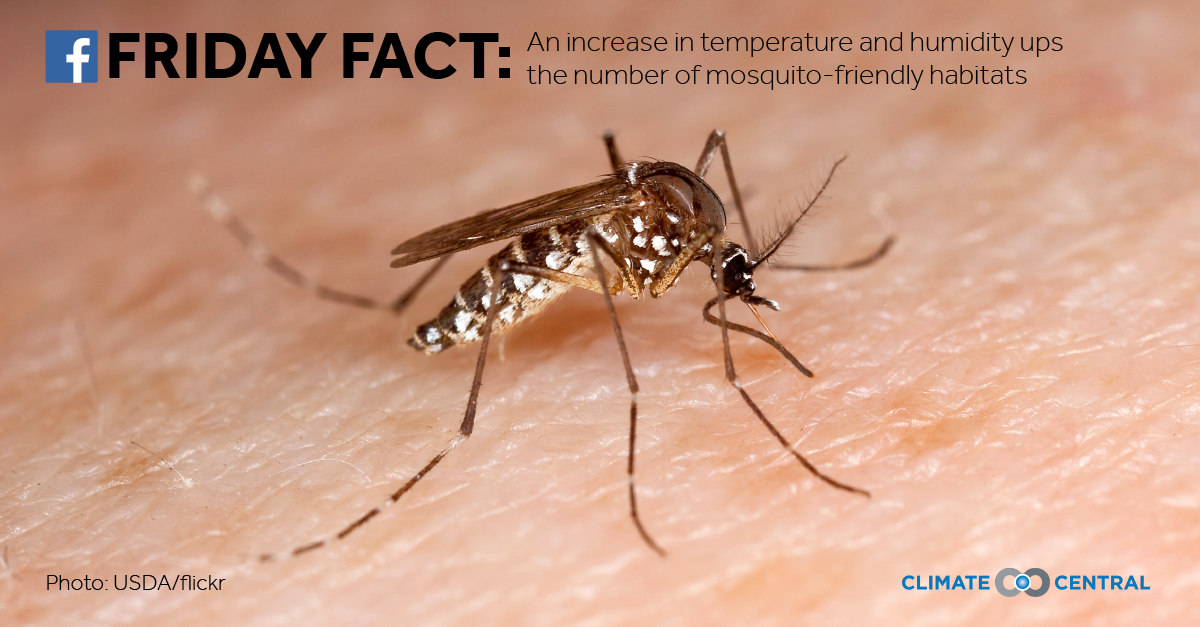 FRIDAY FACT: An increase in temperature and humidity ups
the number of mosquito-friendly habitats
Photo: USDA/flickr
CLIMATE CENTRAL